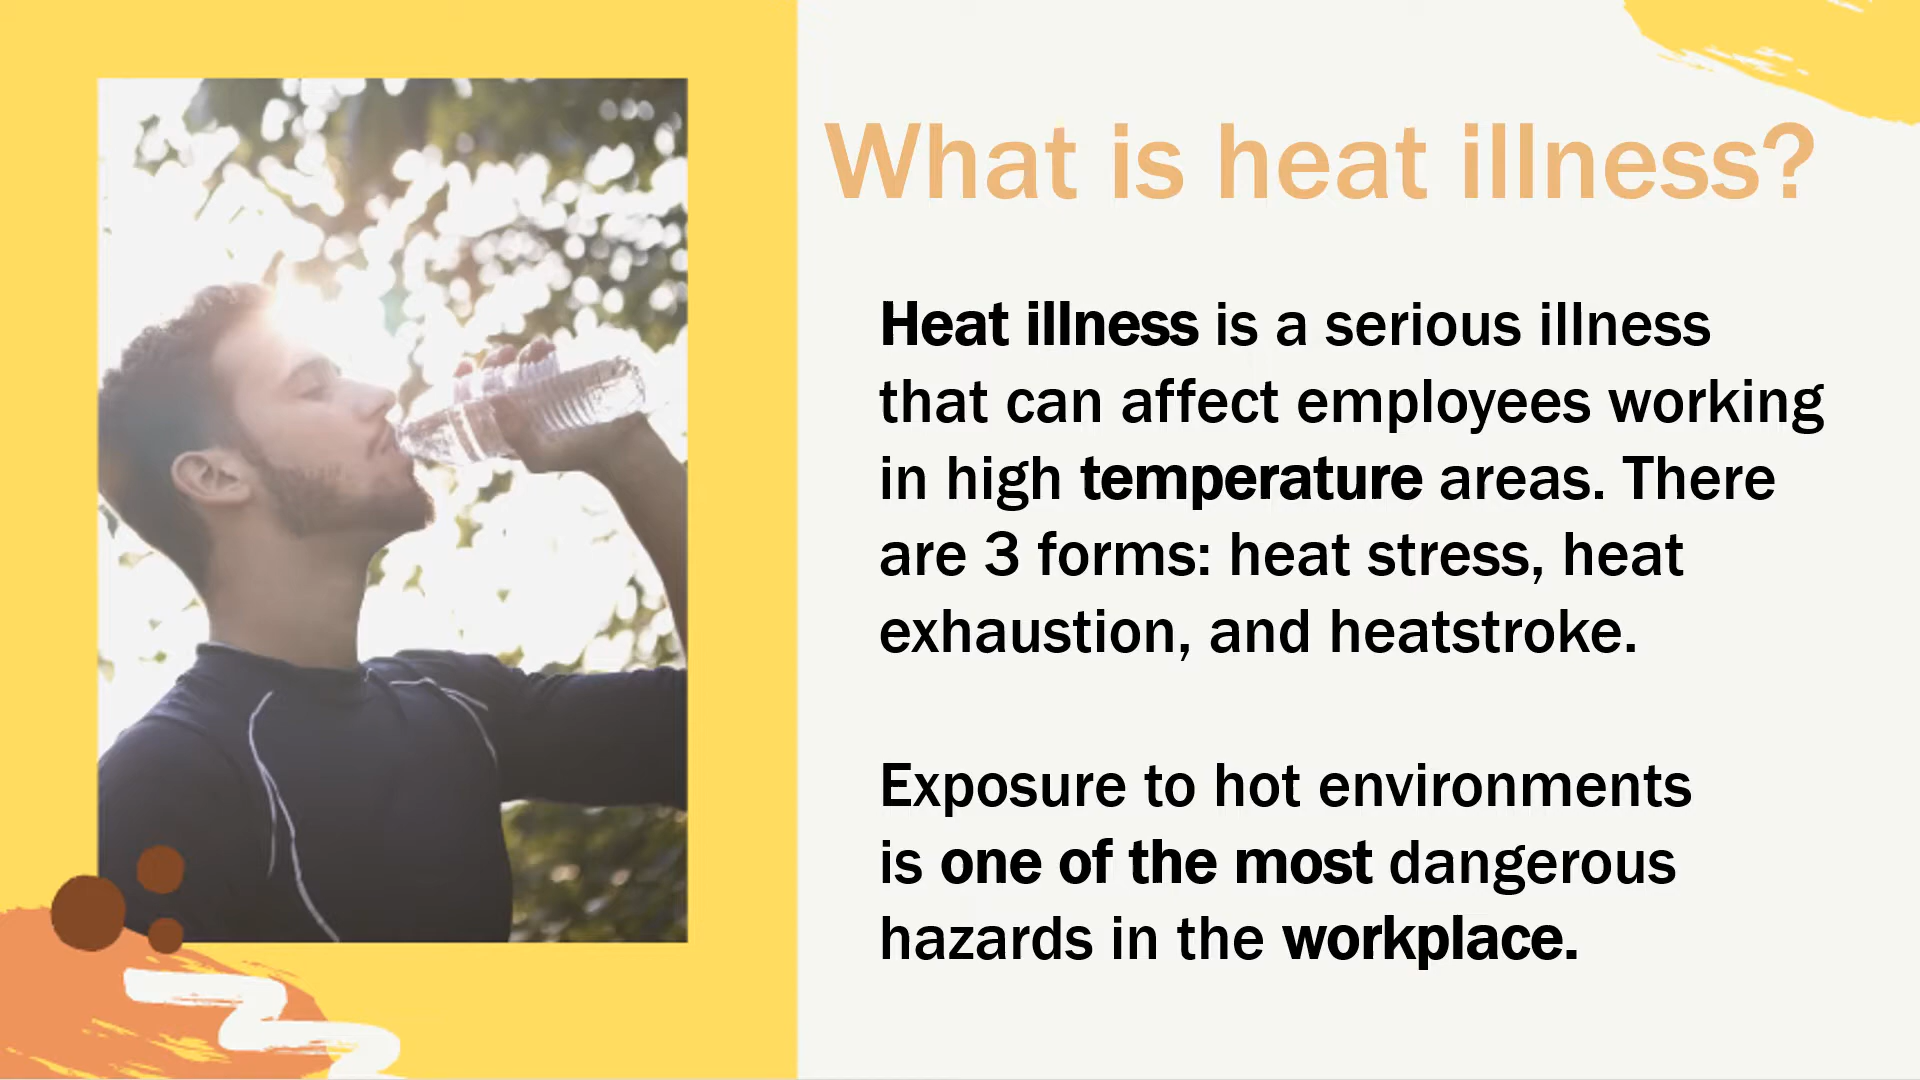 What is heat illness?
Heat illness is a serious illness
that can affect employees working
in high temperature areas. There
are 3 forms: heat stress, heat
exhaustion, and heatstroke.
Exposure to hot environments
is one of the most dangerous
hazards in the workplace.